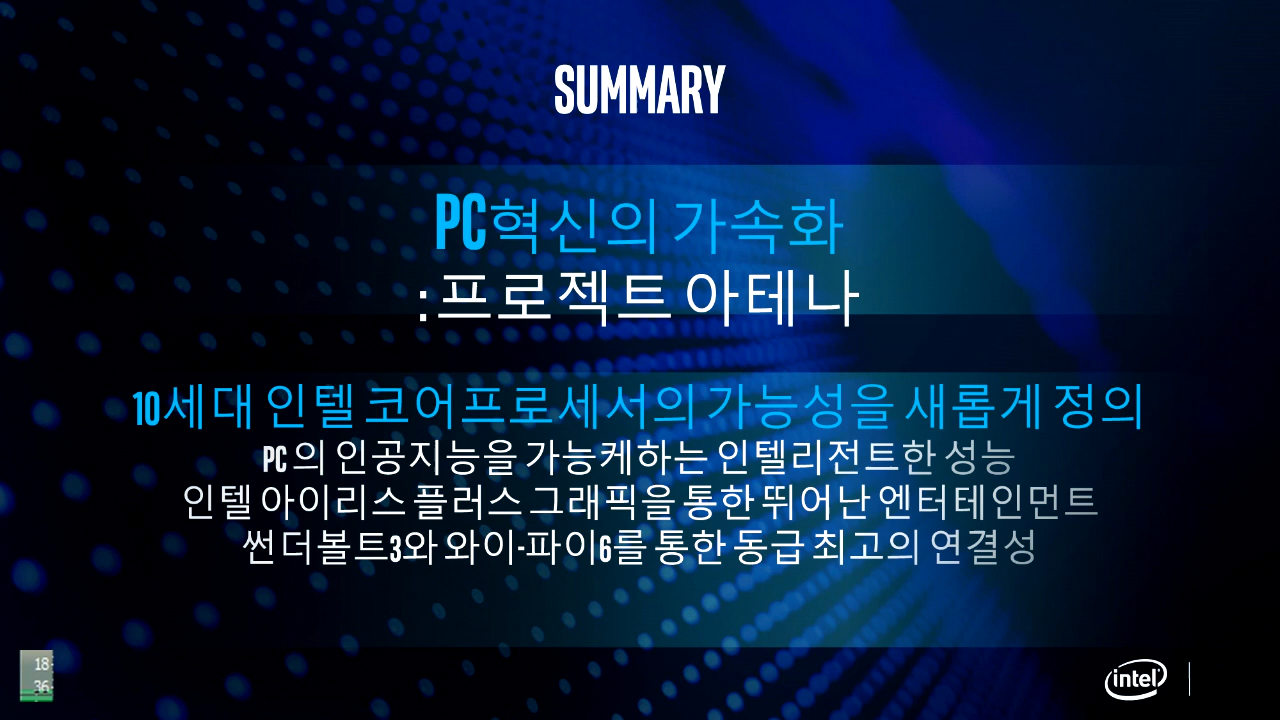 SUMMARY
PC혁신의 가속화
:프로젝트 아테나
10세대 인텔 코어프로세서의 가능성을 새롭게 정의
PC의 인공지능을 가능케하는 인텔리전트한 성능
인텔 아이리스 플러스 그래픽을 통한 뛰어난 엔터테인먼트
썬더볼트3와 와이-파이6를 통한 동급 최고의 연결성
18
36
intel